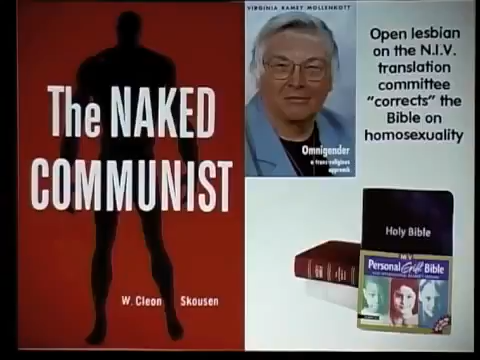 The NAKED
COMMUNIST
W. Cleon Skousen
VIRGINIA RAMEY MOLLENKOTT
Omnigender
a trans-religious
approach
Open lesbian
on the N.I.V.
translation
committee
"corrects" the
Bible on
homosexuality
Holy Bible
NIV
Personal Gift Bible